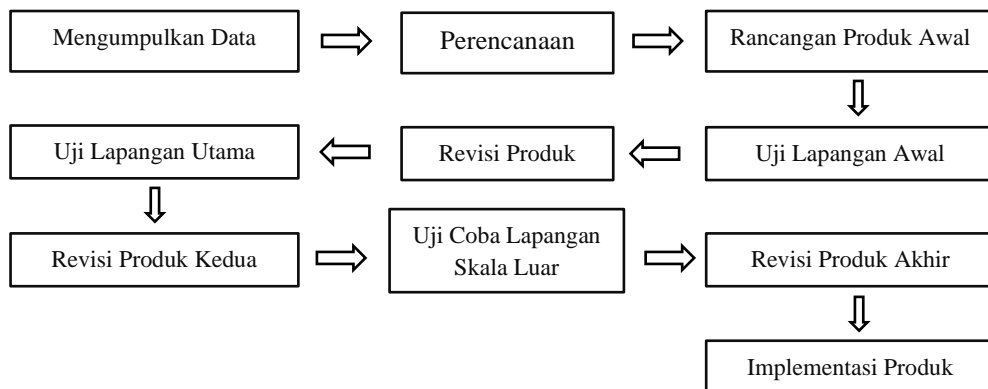 Mengumpulkan Data
Perencanaan
Rancangan Produk Awal
Uji Lapangan Awal
Revisi Produk
Uji Lapangan Utama
Revisi Produk Kedua
Uji Coba Lapangan
Skala Luar
Revisi Produk Akhir
Implementasi Produk